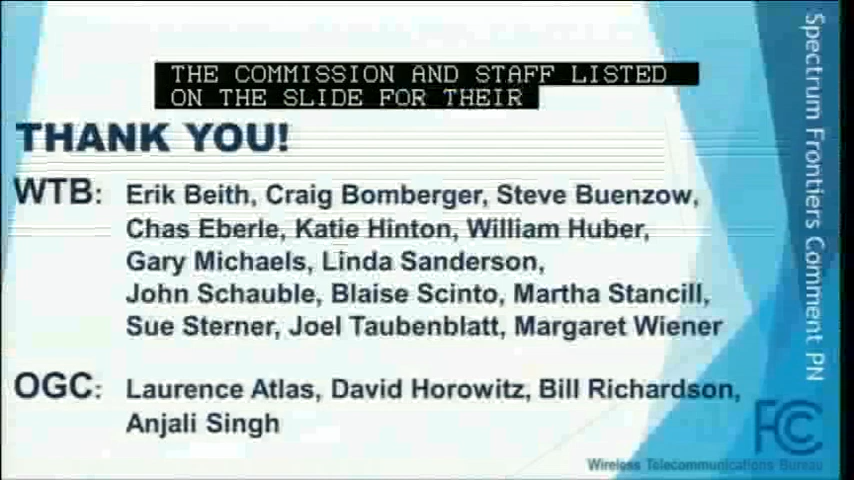 THE COMMISSION AND STAFF LISTED
ON THE SLIDE FOR THEIR
THANK YOU!
WTB: Erik Beith, Craig Bomberger, Steve Buenzow,
Chas Eberle, Katie Hinton, William Huber,
Gary Michaels, Linda Sanderson,
John Schauble, Blaise Scinto, Martha Stancill,
Sue Sterner, Joel Taubenblatt, Margaret Wiener
OGC: Laurence Atlas, David Horowitz, Bill Richardson,
Anjali Singh
Spectrum Frontiers Comment PN
FCC
Wireless Telecommunications Bureau